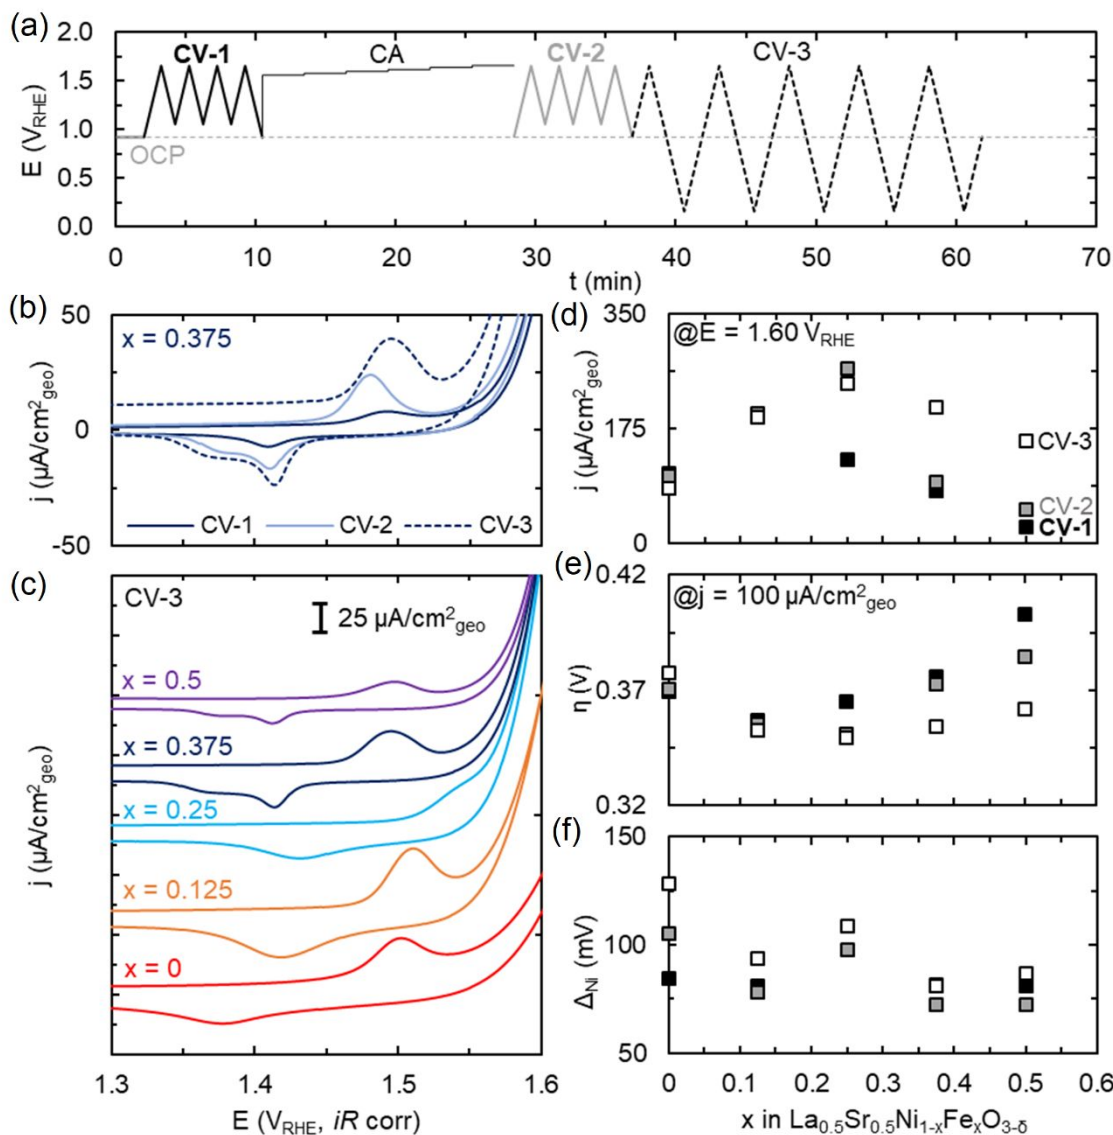 (a)
2.0
1.5
1.0
0.5
0.0
E (V_RHE)
CV-1
CA
CV-2
CV-3
OCP
0 10 20 30 40 50 60 70
t (min)
(b)
50
0
-50
j (µA/cm²geo)
x = 0.375
CV-1 CV-2 CV-3
(c)
CV-3
25 µA/cm²geo
x = 0.5
x = 0.375
x = 0.25
x = 0.125
x = 0
j (µA/cm²geo)
1.3 1.4 1.5 1.6
E (V_RHE, iR corr)
(d)
350
175
0
j (µA/cm²geo)
@E = 1.60 V_RHE
CV-3
CV-2
CV-1
(e)
0.42
0.37
0.32
η (V)
@j = 100 µA/cm²geo
(f)
150
100
50
Δ_Ni (mV)
0 0.1 0.2 0.3 0.4 0.5 0.6
x in La₀.₅Sr₀.₅Ni₁₋ₓFeₓO₃₋δ